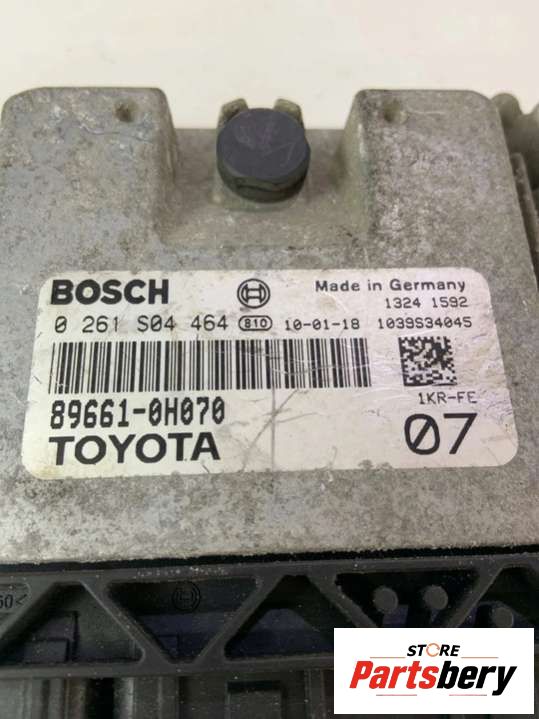 BOSCH
Made in Germany
1324 1592
0 261 S04 464 810 10-01-18 1039S34045
89661-0H070
1KR-FE
TOYOTA
07
50<
STORE
Partsbery